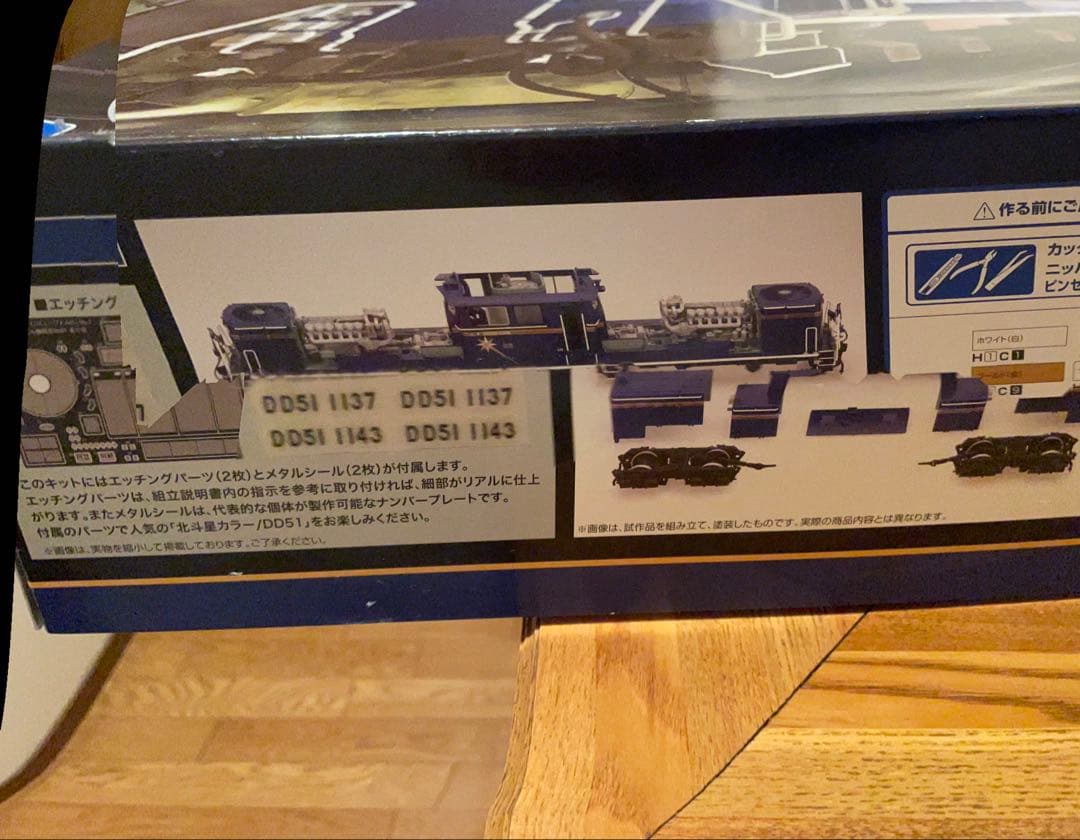 ■エッチング
DD51 1137 DD51 1137
DD51 1143 DD51 1143
このキットにはエッチングパーツ(2枚)とメタルシール(2枚)が付属します。
エッチングパーツは、組立説明書内の指示を参考に取り付ければ、細部がリアルに仕上
がります。またメタルシールは、代表的な個体が製作可能なナンバープレートです。
付属のパーツで人気の「北斗星カラー/DD51」をお楽しみください。
※画像は、実物を縮小して掲載しております。ご了承ください。
※画像は、試作品を組み立て、塗装したものです。実際の商品内容とは異なります。
⚠作る前にご
カッ
ニッ
ピンセ
ホワイト(白)
H 1 C 1
C 9